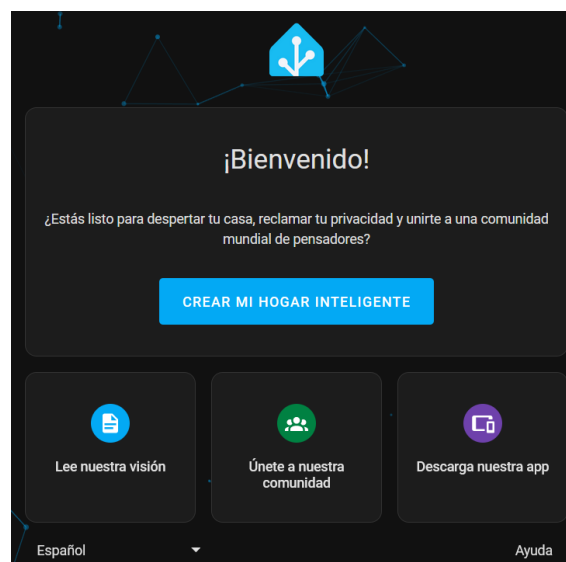 ¡Bienvenido!
¿Estás listo para despertar tu casa, reclamar tu privacidad y unirte a una comunidad
mundial de pensadores?
CREAR MI HOGAR INTELIGENTE
Lee nuestra visión
Únete a nuestra
comunidad
Descarga nuestra app
Español
Ayuda